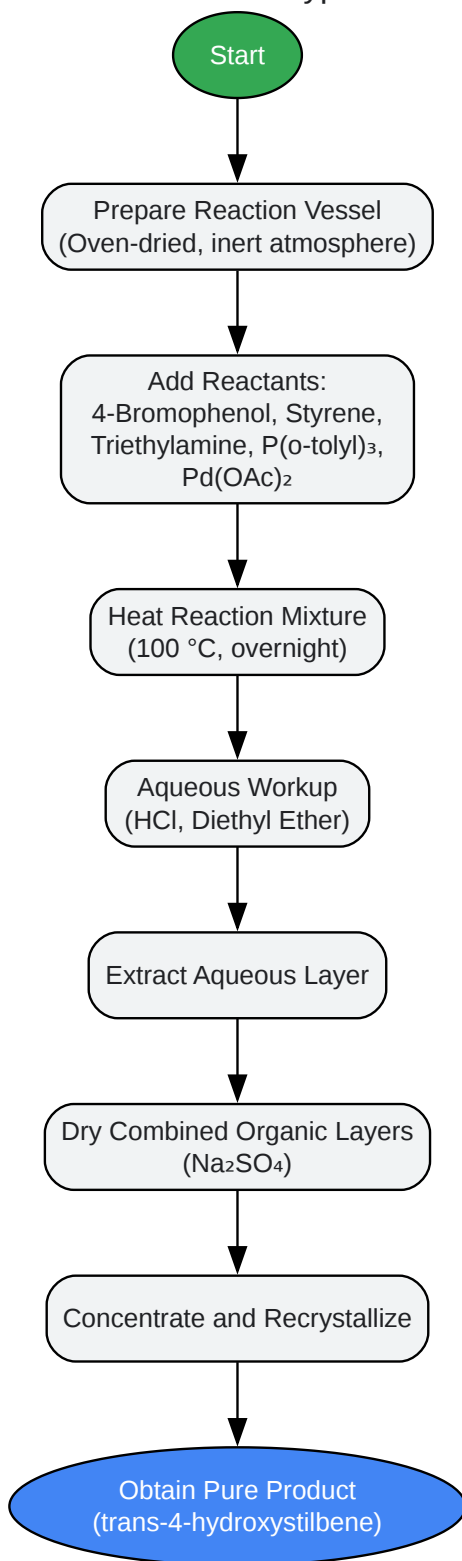 Start
Prepare Reaction Vessel
(Oven-dried, inert atmosphere)
Add Reactants:
4-Bromophenol, Styrene,
Triethylamine, P(o-tolyl)₃,
Pd(OAc)₂
Heat Reaction Mixture
(100 °C, overnight)
Aqueous Workup
(HCl, Diethyl Ether)
Extract Aqueous Layer
Dry Combined Organic Layers
(Na₂SO₄)
Concentrate and Recrystallize
Obtain Pure Product
(trans-4-hydroxystilbene)